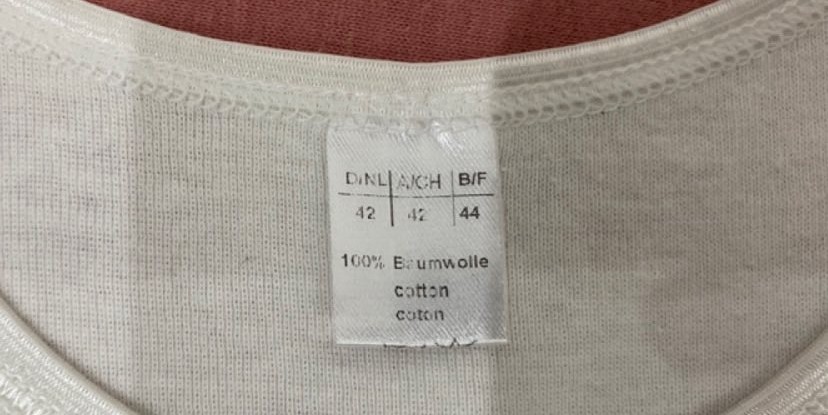 D/NL A/CH B/F
42 42 44
100% Baumwolle
cotton
coton